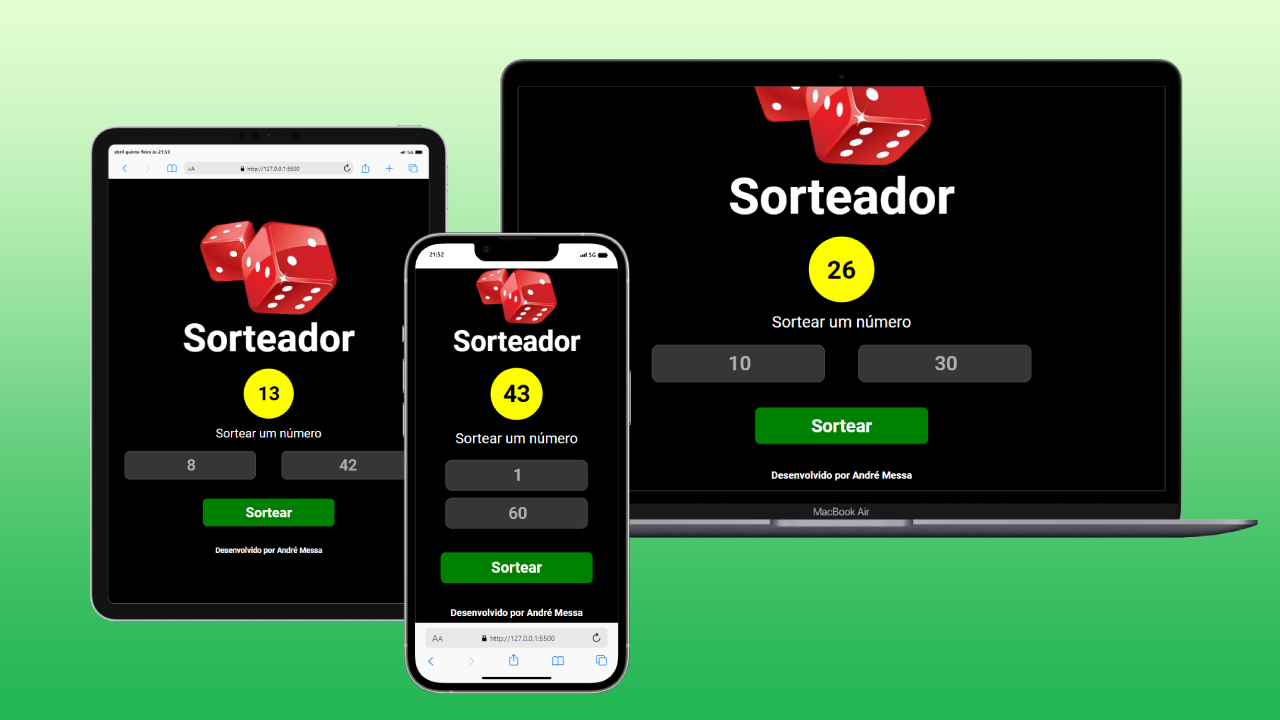 abril quinta-feira às 21:53
5G
AA
http://127.0.0.1:5500
Sorteador
13
Sortear um número
8
42
Sortear
Desenvolvido por André Messa
21:52
5G
Sorteador
43
Sortear um número
1
60
Sortear
Desenvolvido por André Messa
AA
http://127.0.0.1:5500
Sorteador
26
Sortear um número
10
30
Sortear
Desenvolvido por André Messa
MacBook Air